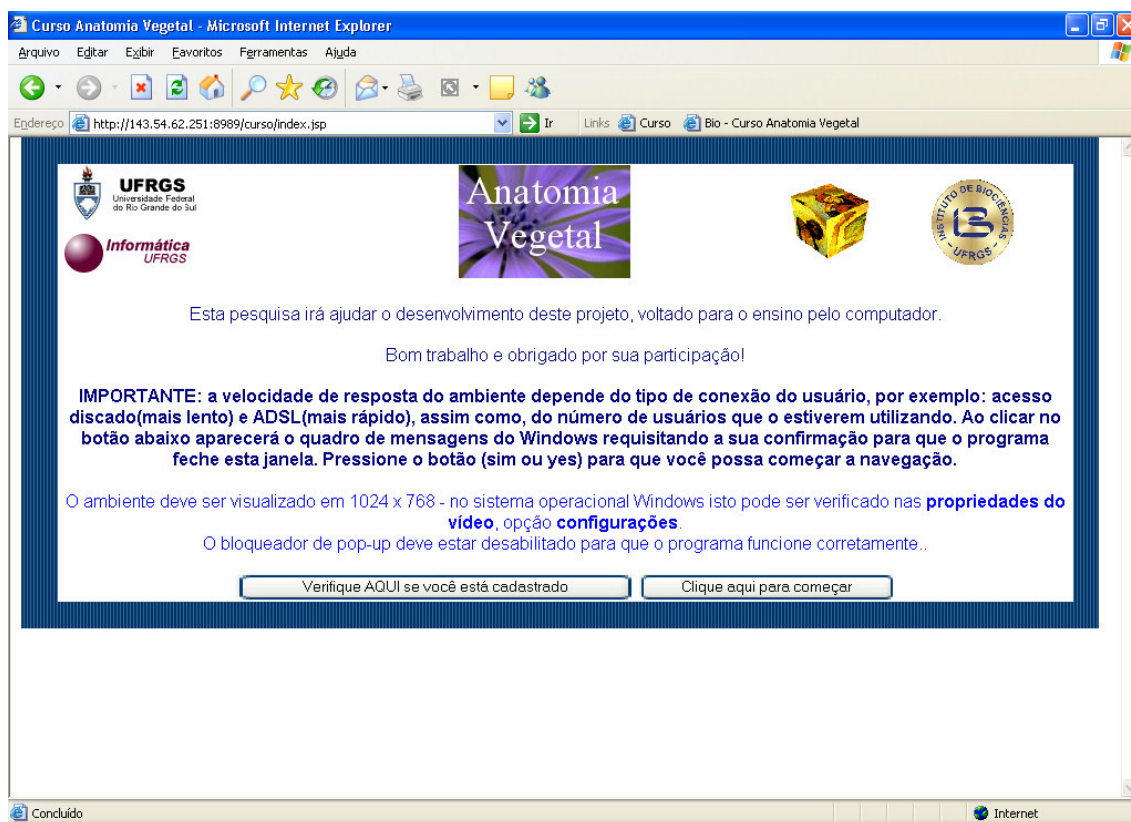 Curso Anatomia Vegetal - Microsoft Internet Explorer
Arquivo Editar Exibir Favoritos Ferramentas Ajuda
Endereço http://143.54.62.251:8989/curso/index.jsp Ir Links Curso Bio - Curso Anatomia Vegetal
UFRGS
Universidade Federal
do Rio Grande do Sul
Informática
UFRGS
Anatomia
Vegetal
INSTITUTO DE BIOCIÊNCIAS
IB
- UFRGS -
Esta pesquisa irá ajudar o desenvolvimento deste projeto, voltado para o ensino pelo computador.
Bom trabalho e obrigado por sua participação!
IMPORTANTE: a velocidade de resposta do ambiente depende do tipo de conexão do usuário, por exemplo: acesso
discado(mais lento) e ADSL(mais rápido), assim como, do número de usuários que o estiverem utilizando. Ao clicar no
botão abaixo aparecerá o quadro de mensagens do Windows requisitando a sua confirmação para que o programa
feche esta janela. Pressione o botão (sim ou yes) para que você possa começar a navegação.
O ambiente deve ser visualizado em 1024 x 768 - no sistema operacional Windows isto pode ser verificado nas propriedades do
vídeo, opção configurações.
O bloqueador de pop-up deve estar desabilitado para que o programa funcione corretamente..
Verifique AQUI se você está cadastrado Clique aqui para começar
Concluído Internet